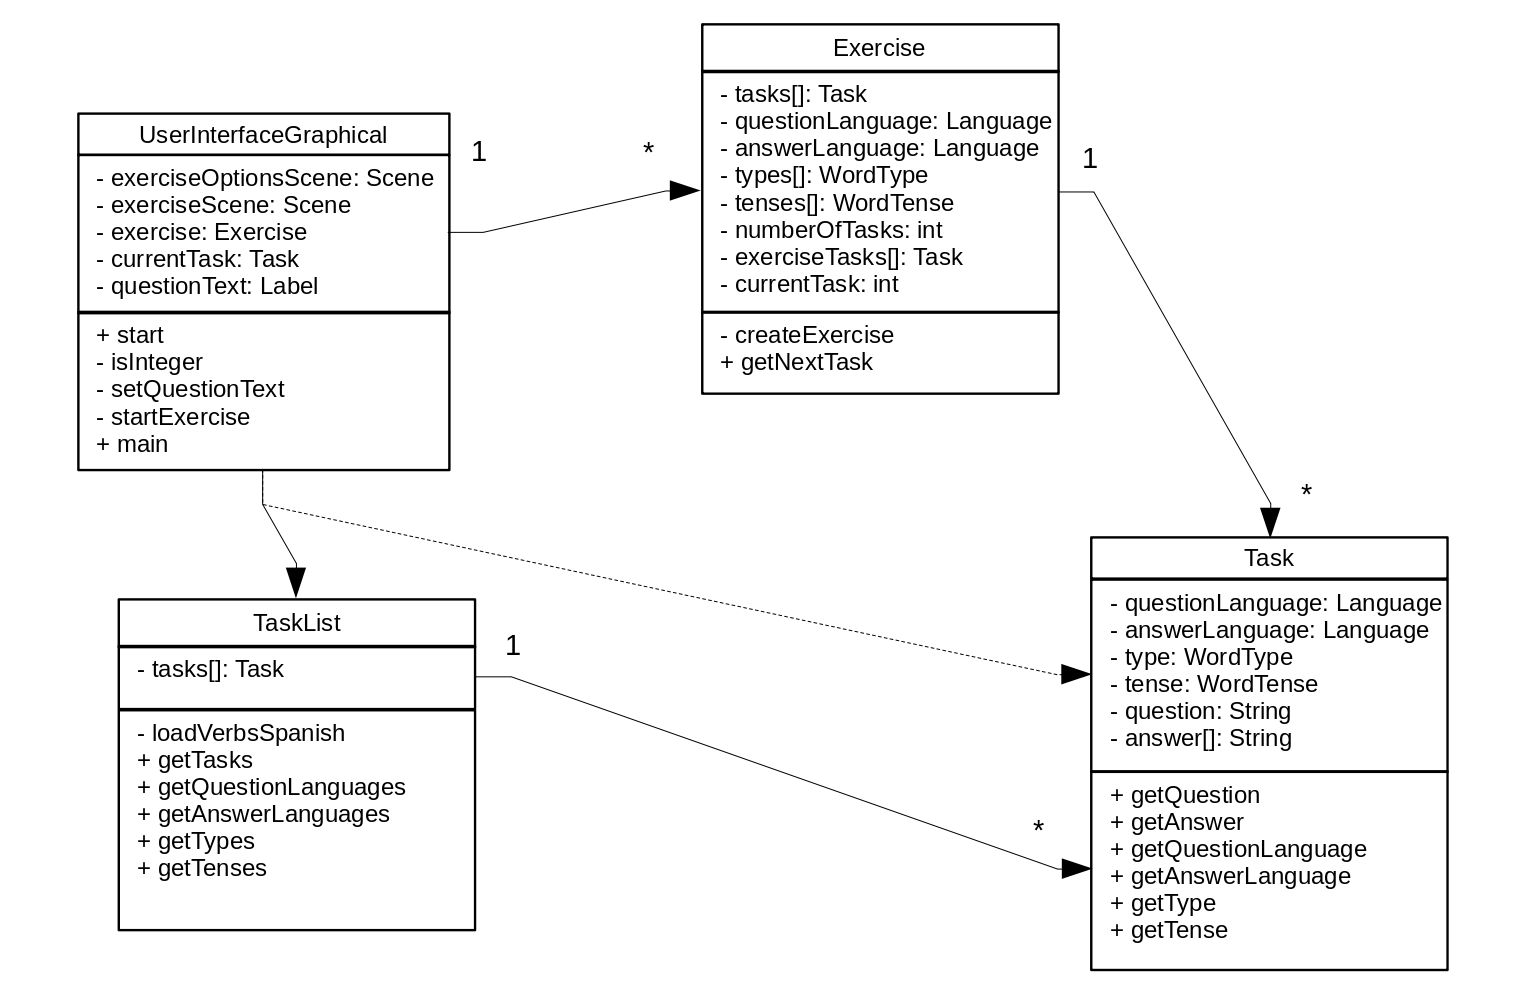 UserInterfaceGraphical
- exerciseOptionsScene: Scene
- exerciseScene: Scene
- exercise: Exercise
- currentTask: Task
- questionText: Label
+ start
- isInteger
- setQuestionText
- startExercise
+ main
1
*
Exercise
- tasks[]: Task
- questionLanguage: Language
- answerLanguage: Language
- types[]: WordType
- tenses[]: WordTense
- numberOfTasks: int
- exerciseTasks[]: Task
- currentTask: int
- createExercise
+ getNextTask
1
*
TaskList
- tasks[]: Task
- loadVerbsSpanish
+ getTasks
+ getQuestionLanguages
+ getAnswerLanguages
+ getTypes
+ getTenses
1
*
Task
- questionLanguage: Language
- answerLanguage: Language
- type: WordType
- tense: WordTense
- question: String
- answer[]: String
+ getQuestion
+ getAnswer
+ getQuestionLanguage
+ getAnswerLanguage
+ getType
+ getTense